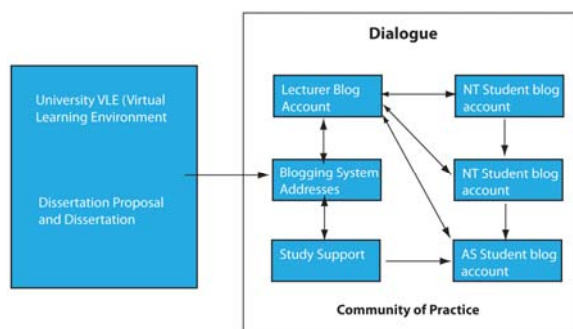 Dialogue
University VLE (Virtual
Learning Environment
Dissertation Proposal
and Dissertation
Lecturer Blog
Account
NT Student blog
account
Blogging System
Addresses
NT Student blog
account
Study Support
AS Student blog
account
Community of Practice